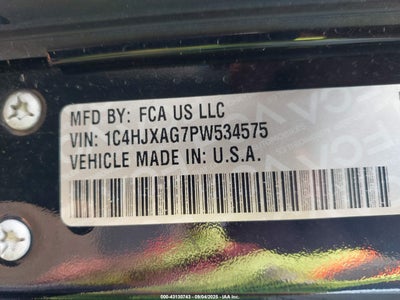 MFD BY: FCA US LLC
VIN: 1C4HJXAG7PW534575
VEHICLE MADE IN: U.S.A.
000-43130743 - 09/04/2025 - IAA Inc.